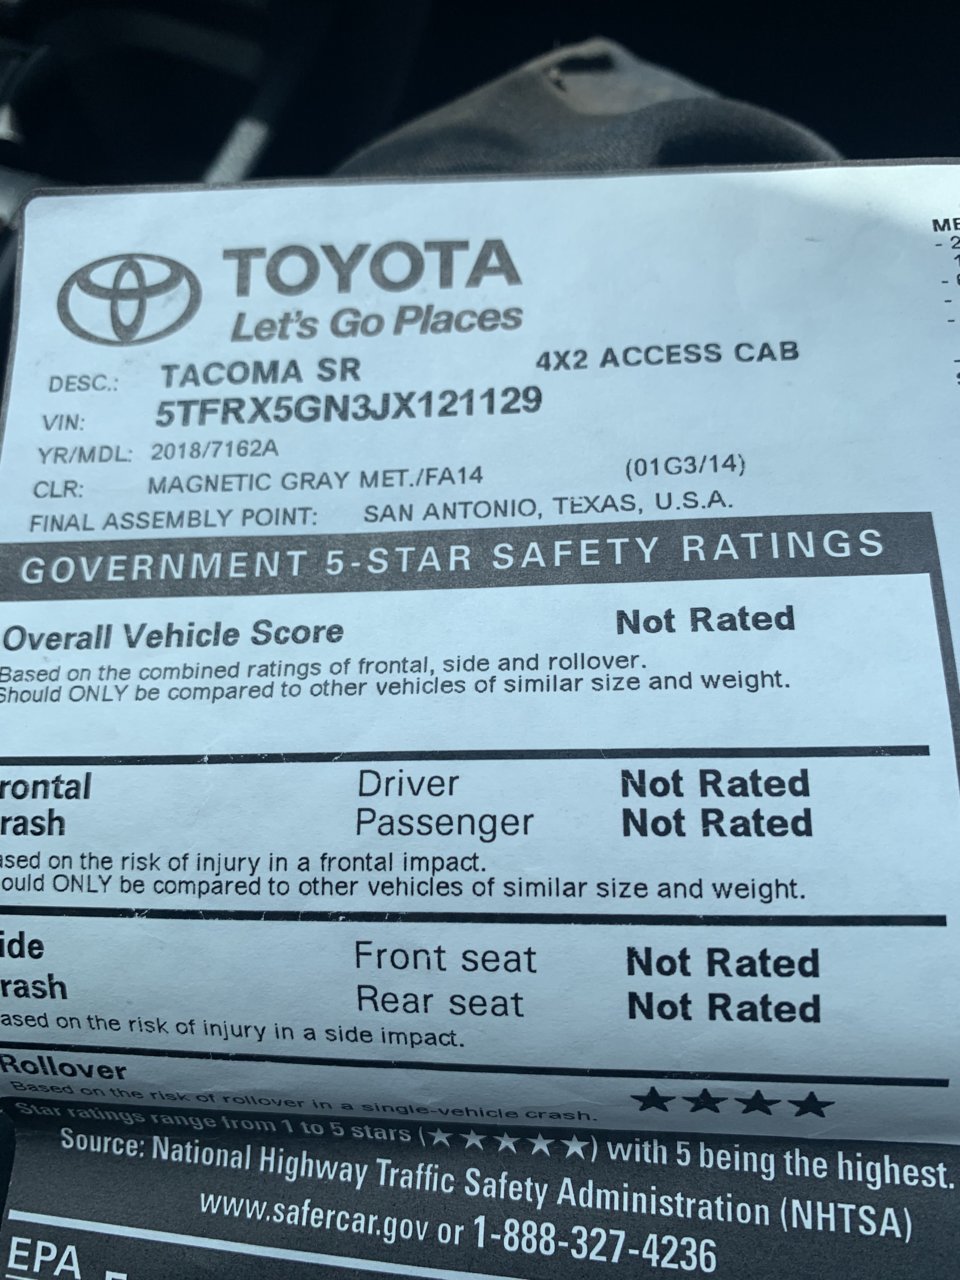 TOYOTA
Let's Go Places
DESC.: TACOMA SR 4X2 ACCESS CAB
VIN: 5TFRX5GN3JX121129
YR/MDL: 2018/7162A
CLR: MAGNETIC GRAY MET./FA14 (01G3/14)
FINAL ASSEMBLY POINT: SAN ANTONIO, TEXAS, U.S.A.
GOVERNMENT 5-STAR SAFETY RATINGS
Overall Vehicle Score Not Rated
Based on the combined ratings of frontal, side and rollover.
Should ONLY be compared to other vehicles of similar size and weight.
rontal Driver Not Rated
rash Passenger Not Rated
ased on the risk of injury in a frontal impact.
ould ONLY be compared to other vehicles of similar size and weight.
ide Front seat Not Rated
rash Rear seat Not Rated
ased on the risk of injury in a side impact.
Rollover ★★★★
Based on the risk of rollover in a single-vehicle crash.
Star ratings range from 1 to 5 stars (★★★★★) with 5 being the highest.
Source: National Highway Traffic Safety Administration (NHTSA)
www.safercar.gov or 1-888-327-4236
EPA
ME
- 2